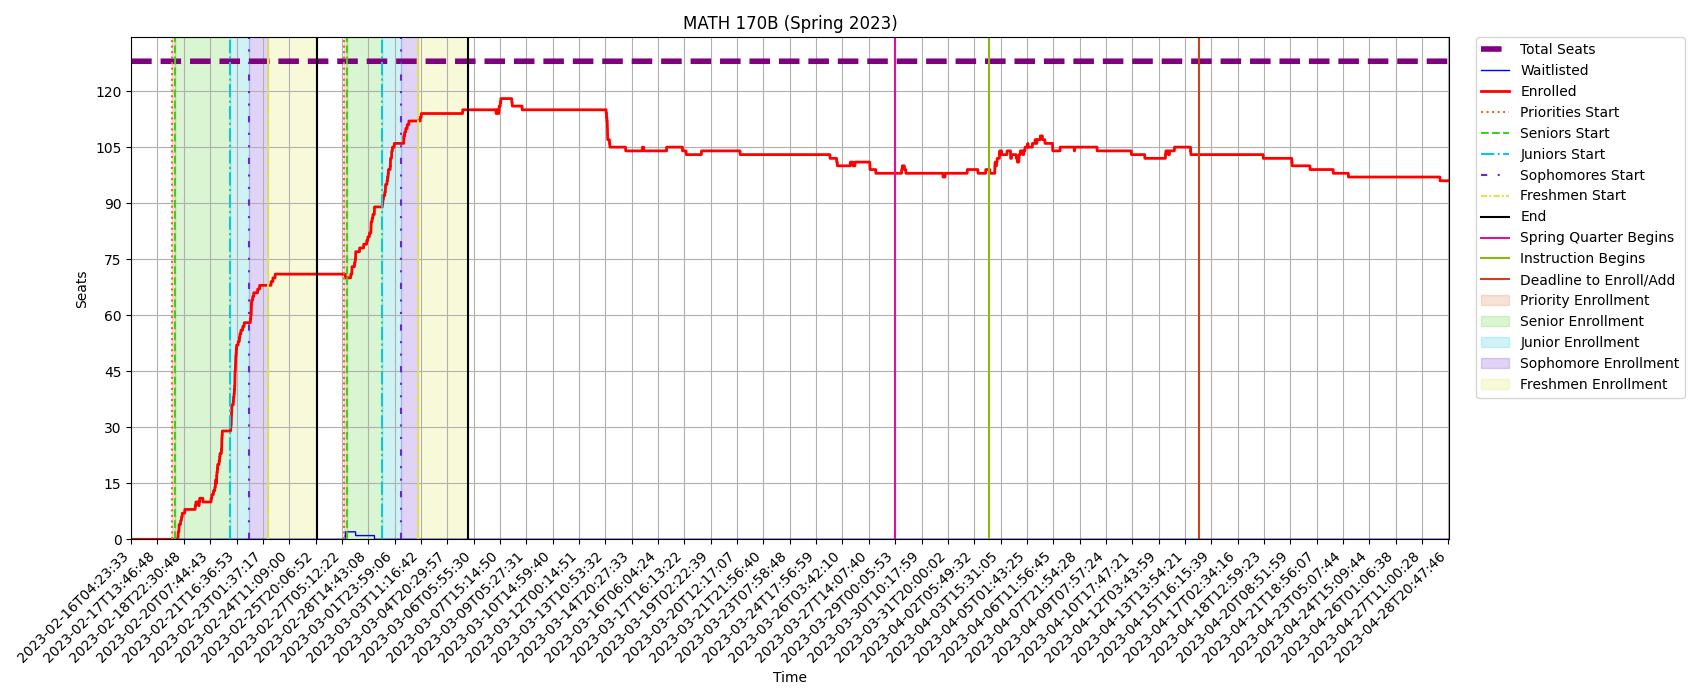 MATH 170B (Spring 2023)
Seats
120
105
90
75
60
45
30
15
0
2023-02-16T04:23:33
2023-02-17T13:46:48
2023-02-18T22:30:48
2023-02-20T07:44:43
2023-02-21T16:36:53
2023-02-23T01:37:17
2023-02-24T11:09:00
2023-02-25T20:06:52
2023-02-27T05:12:22
2023-02-28T14:43:08
2023-03-01T23:59:06
2023-03-03T11:16:42
2023-03-04T20:29:57
2023-03-06T05:55:30
2023-03-07T15:14:50
2023-03-09T05:27:31
2023-03-10T14:59:40
2023-03-12T00:14:51
2023-03-13T10:53:32
2023-03-14T20:27:33
2023-03-16T06:04:24
2023-03-17T16:13:22
2023-03-19T02:22:39
2023-03-20T12:17:07
2023-03-21T21:56:40
2023-03-23T07:58:48
2023-03-24T17:56:59
2023-03-26T03:42:10
2023-03-27T14:07:40
2023-03-29T00:05:53
2023-03-30T10:17:59
2023-03-31T20:00:02
2023-04-02T05:49:32
2023-04-03T15:31:05
2023-04-05T01:43:25
2023-04-06T11:56:45
2023-04-07T21:54:28
2023-04-09T07:57:24
2023-04-10T17:47:21
2023-04-12T03:43:59
2023-04-13T13:54:21
2023-04-15T16:15:39
2023-04-17T02:34:16
2023-04-18T12:59:23
2023-04-20T08:51:59
2023-04-21T18:56:07
2023-04-23T05:07:44
2023-04-24T15:09:44
2023-04-26T01:06:38
2023-04-27T11:00:28
2023-04-28T20:47:46
Time
Total Seats
Waitlisted
Enrolled
Priorities Start
Seniors Start
Juniors Start
Sophomores Start
Freshmen Start
End
Spring Quarter Begins
Instruction Begins
Deadline to Enroll/Add
Priority Enrollment
Senior Enrollment
Junior Enrollment
Sophomore Enrollment
Freshmen Enrollment